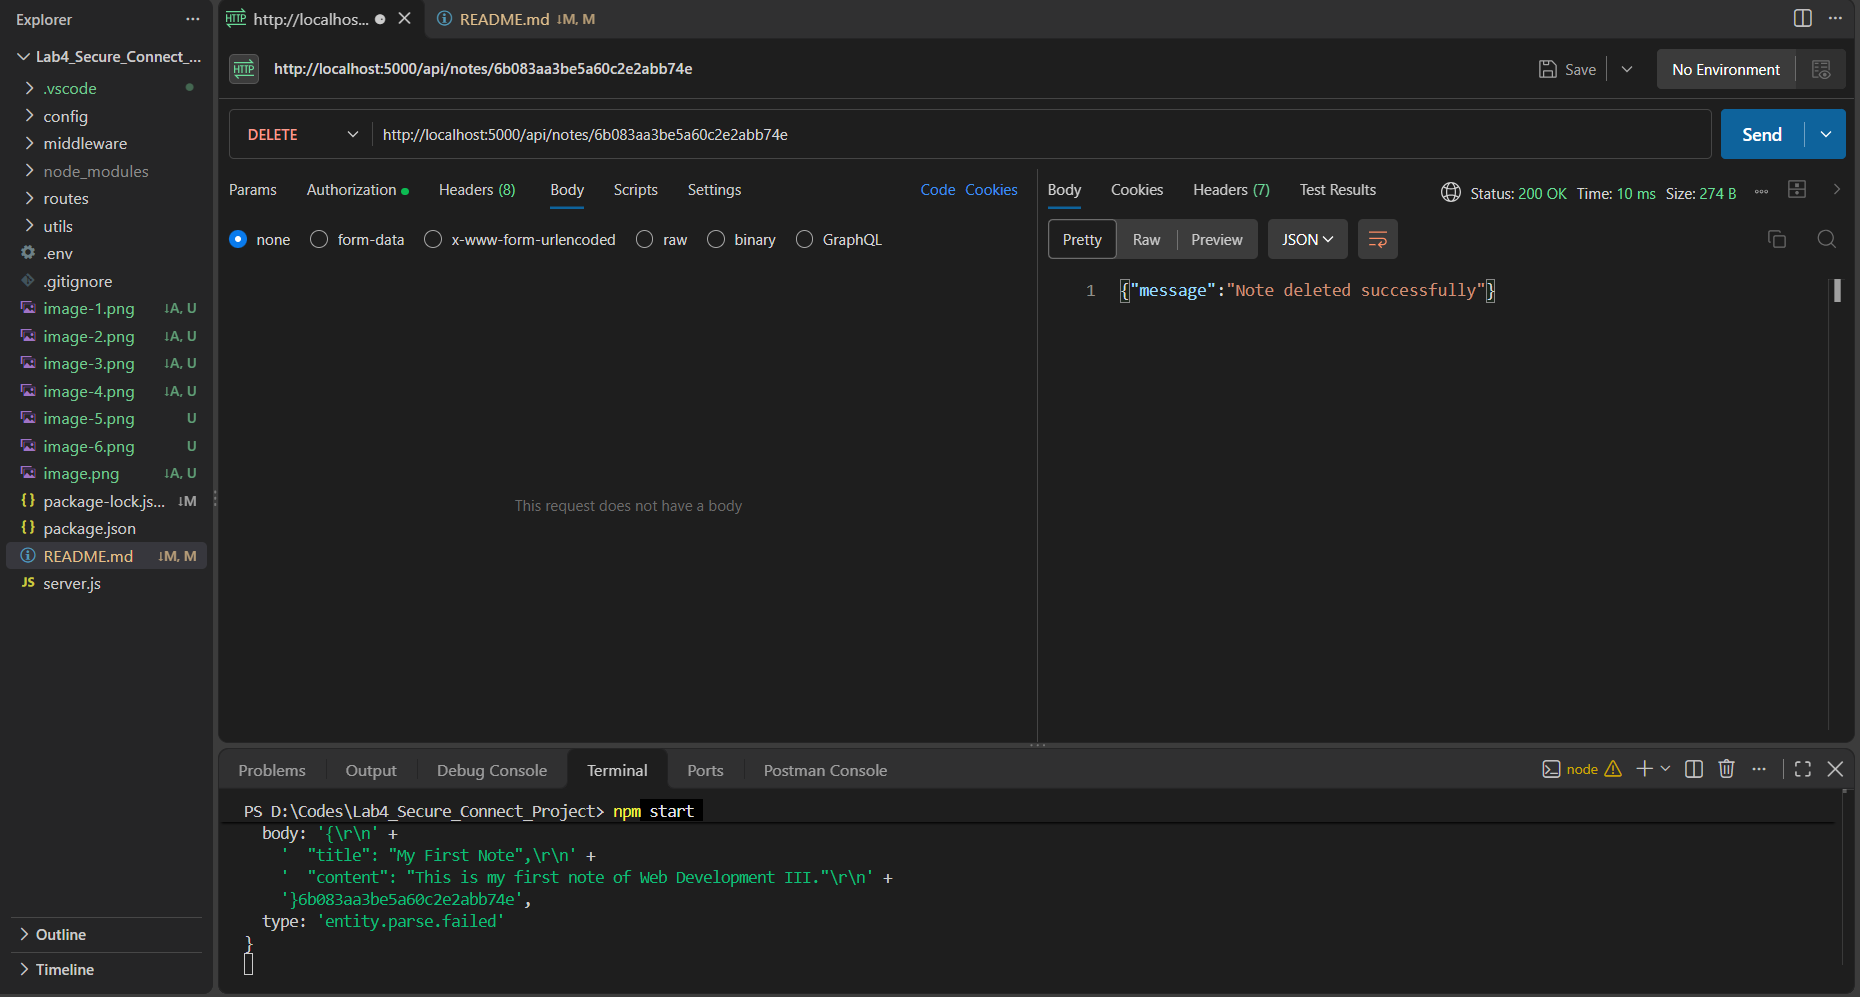 Explorer
Lab4_Secure_Connect_...
.vscode
config
middleware
node_modules
routes
utils
.env
.gitignore
image-1.png ↓A, U
image-2.png ↓A, U
image-3.png ↓A, U
image-4.png ↓A, U
image-5.png U
image-6.png U
image.png ↓A, U
{} package-lock.js... ↓M
{} package.json
README.md ↓M, M
JS server.js
Outline
Timeline
HTTP http://localhos...
README.md ↓M, M
HTTP http://localhost:5000/api/notes/6b083aa3be5a60c2e2abb74e
Save
No Environment
DELETE http://localhost:5000/api/notes/6b083aa3be5a60c2e2abb74e
Send
Params Authorization Headers (8) Body Scripts Settings Code Cookies
none form-data x-www-form-urlencoded raw binary GraphQL
This request does not have a body
Body Cookies Headers (7) Test Results Status: 200 OK Time: 10 ms Size: 274 B
Pretty Raw Preview JSON
1 {"message":"Note deleted successfully"}
Problems Output Debug Console Terminal Ports Postman Console node
PS D:\Codes\Lab4_Secure_Connect_Project> npm start
body: '{\r\n' +
'  "title": "My First Note",\r\n' +
'  "content": "This is my first note of Web Development III."\r\n' +
'}6b083aa3be5a60c2e2abb74e',
type: 'entity.parse.failed'
}